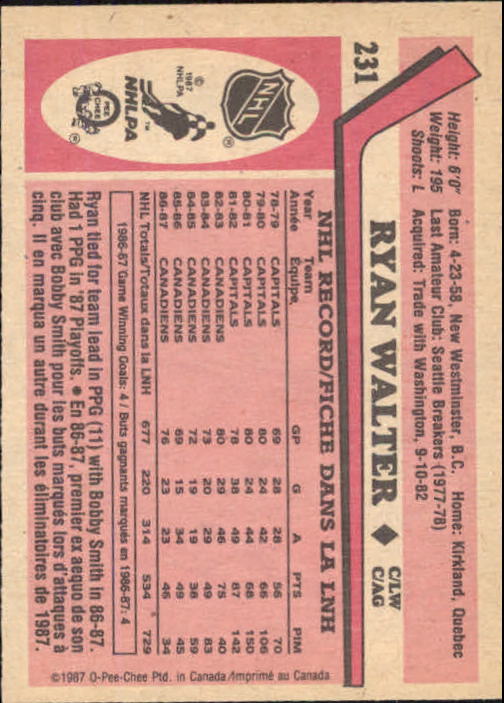 231
Height: 6'0" Born: 4-23-58, New Westminster, B.C. Home: Kirkland, Quebec
Weight: 195 Last Amateur Club: Seattle Breakers (1977-78)
Shoots: L Acquired: Trade with Washington, 9-10-82
RYAN WALTER ◆ C/LW
C/AG
NHL RECORD/FICHE DANS LA LNH
Year Team GP G A PTS PIM
Année Équipe
78-79 CAPITALS 69 28 28 56 70
79-80 CAPITALS 80 24 42 66 106
80-81 CAPITALS 80 24 44 68 150
81-82 CAPITALS 78 38 49 87 142
82-83 CANADIENS 80 29 46 75 40
83-84 CANADIENS 73 20 29 49 83
84-85 CANADIENS 72 19 19 38 59
85-86 CANADIENS 69 15 34 49 45
86-87 CANADIENS 76 23 23 46 34
NHL Totals/Totaux dans la LNH 677 220 314 534 729
1986-87 Game Winning Goals: 4 / Buts gagnants marqués en 1986-87: 4
Ryan tied for team lead in PPG (11) with Bobby Smith in 86-87.
Had 1 PPG in '87 Playoffs. ● En 86-87, premier ex aequo de son
club avec Bobby Smith pour les buts marqués lors d'attaques à
cinq. Il en marqua un autre durant les éliminatoires de 1987.
©1987 O-Pee-Chee Ptd. in Canada/Imprimé au Canada
NHL ®
© 1987 NHLPA
NHLPA ™
O PEE CHEE ®